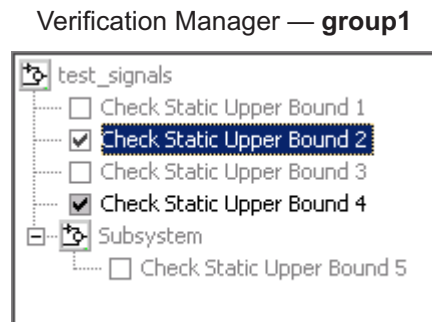 Verification Manager — group1
test_signals
Check Static Upper Bound 1
Check Static Upper Bound 2
Check Static Upper Bound 3
Check Static Upper Bound 4
Subsystem
Check Static Upper Bound 5